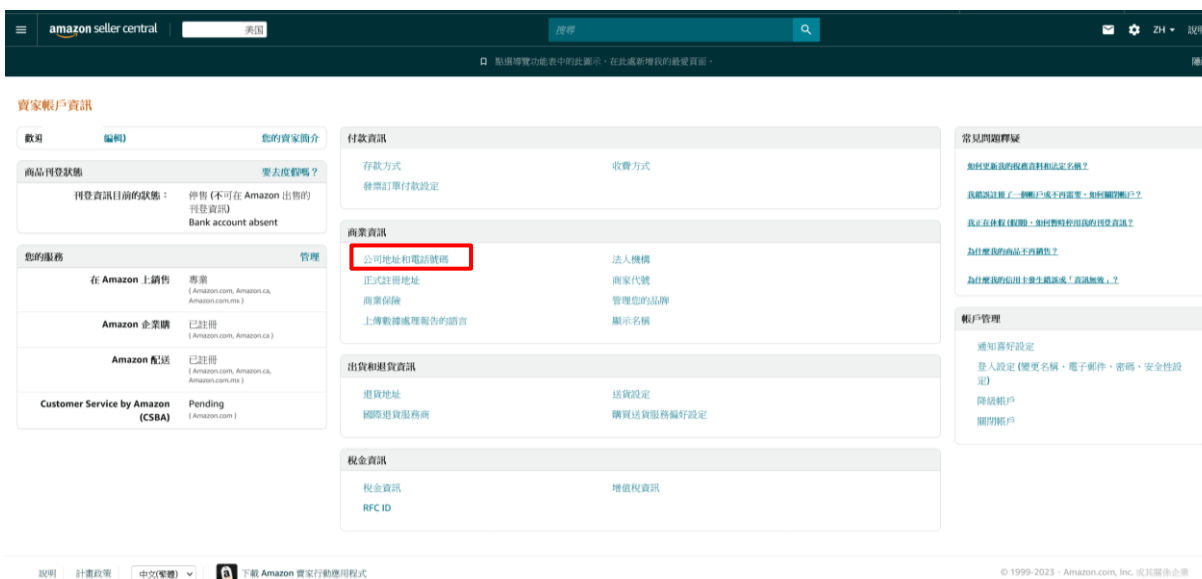 amazon seller central
美国
搜尋
ZH
說明
點選導覽功能表中的此圖示，在此處新增我的最愛頁面。
賣家帳戶資訊
歡迎
編輯)
您的賣家簡介
商品刊登狀態
要去度假嗎？
刊登資訊目前的狀態：
停售 (不可在 Amazon 出售的
刊登資訊)
Bank account absent
您的服務
管理
在 Amazon 上銷售
專業
( Amazon.com, Amazon.ca,
Amazon.com.mx )
Amazon 企業購
已註冊
( Amazon.com, Amazon.ca )
Amazon 配送
已註冊
( Amazon.com, Amazon.ca,
Amazon.com.mx )
Customer Service by Amazon
(CSBA)
Pending
( Amazon.com )
付款資訊
存款方式
收費方式
發票訂單付款設定
商業資訊
公司地址和電話號碼
法人機構
正式註冊地址
商家代號
商業保險
管理您的品牌
上傳數據處理報告的語言
顯示名稱
出貨和退貨資訊
退貨地址
送貨設定
國際退貨服務商
購買送貨服務偏好設定
稅金資訊
稅金資訊
增值稅資訊
RFC ID
常見問題釋疑
如何更新我的稅務資料和法定名稱？
我錯誤註冊了一個帳戶或不再需要，如何關閉帳戶？
我正在休假 (假期)，如何暫時停用我的刊登資訊？
為什麼我的商品不再銷售？
為什麼我的信用卡發生錯誤或「資訊無效」？
帳戶管理
通知喜好設定
登入設定 (變更名稱、電子郵件、密碼、安全性設
定)
降級帳戶
關閉帳戶
說明
計畫政策
中文(繁體)
下載 Amazon 賣家行動應用程式
© 1999-2023，Amazon.com, Inc. 或其關係企業